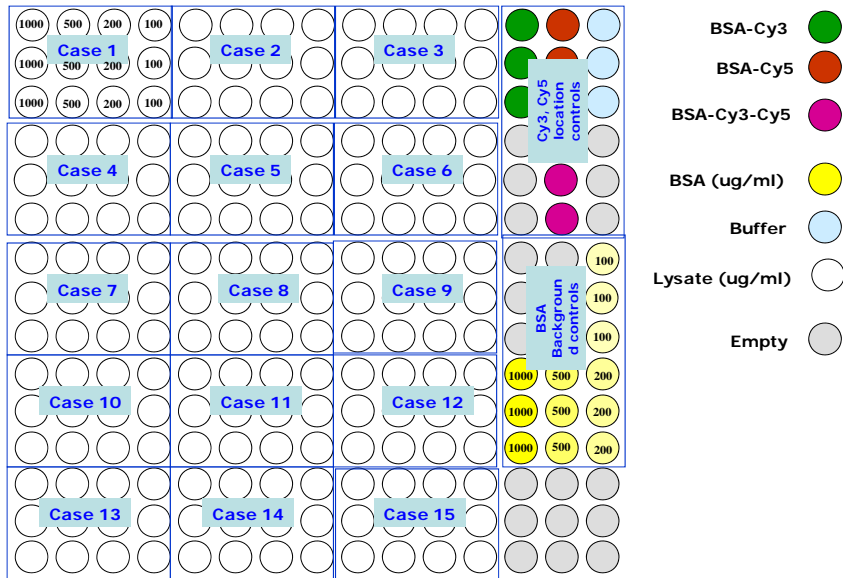 1000 500 200 100
Case 1
Case 2
Case 3
1000 500 200 100
1000 500 200 100
Cy3, Cy5
location
controls
Case 4
Case 5
Case 6
Case 7
Case 8
Case 9
100
100
100
BSA
Backgroun
d controls
1000 500 200
1000 500 200
1000 500 200
Case 10
Case 11
Case 12
Case 13
Case 14
Case 15
BSA-Cy3
BSA-Cy5
BSA-Cy3-Cy5
BSA (ug/ml)
Buffer
Lysate (ug/ml)
Empty